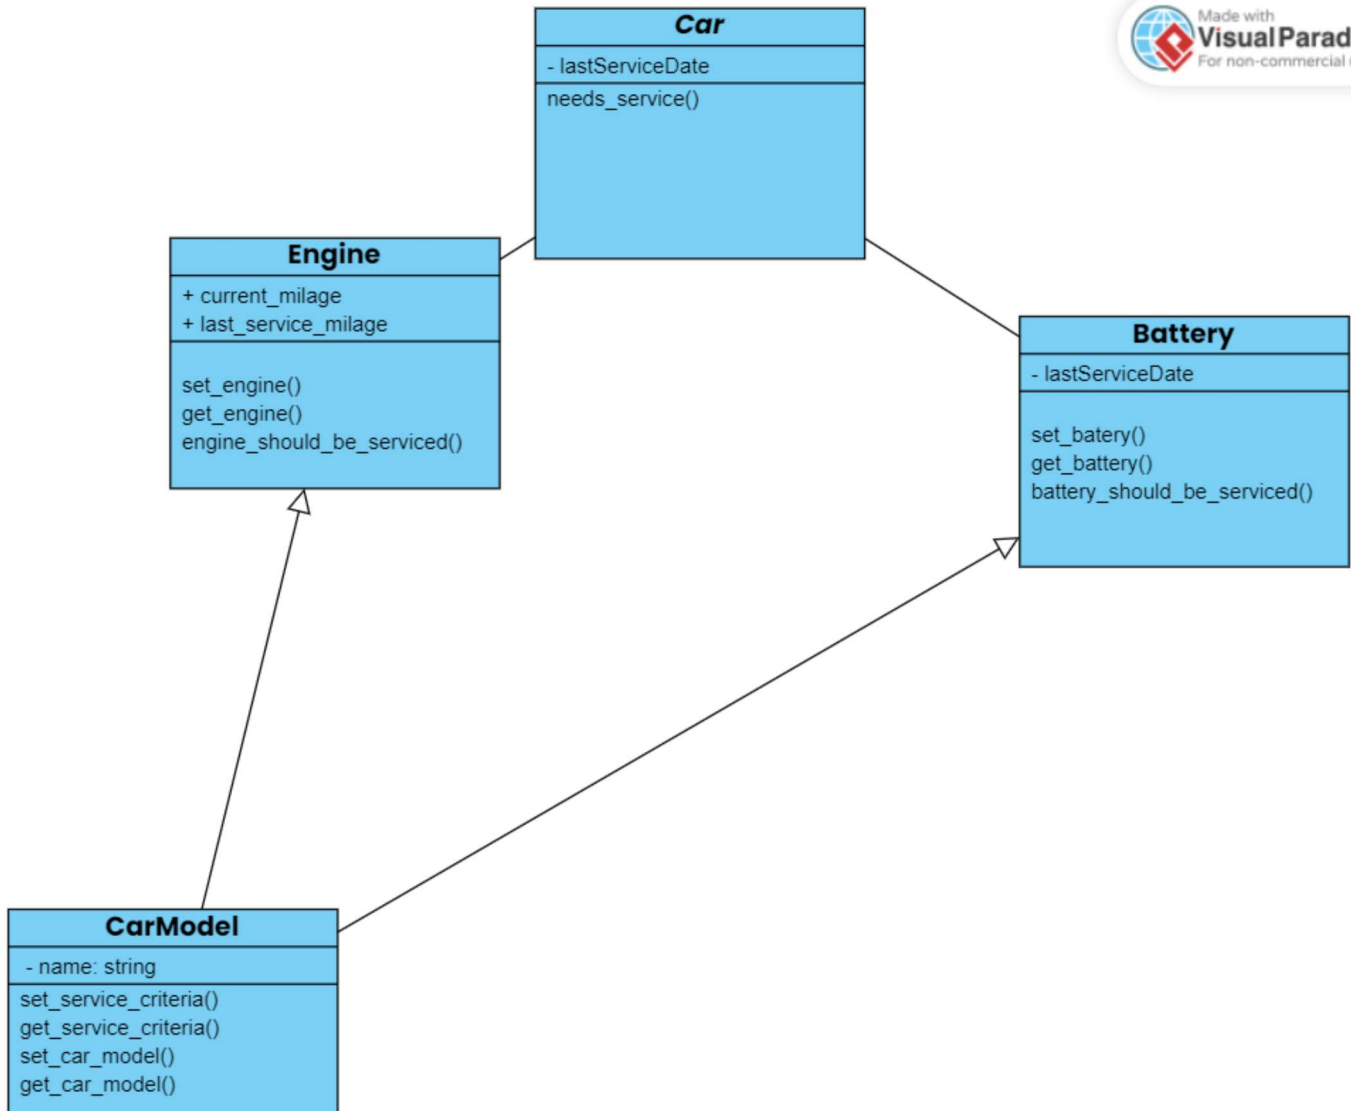 Car
- lastServiceDate
needs_service()
Made with
Visual Parad
For non-commercial
Engine
+ current_milage
+ last_service_milage
set_engine()
get_engine()
engine_should_be_serviced()
Battery
- lastServiceDate
set_batery()
get_battery()
battery_should_be_serviced()
CarModel
- name: string
set_service_criteria()
get_service_criteria()
set_car_model()
get_car_model()